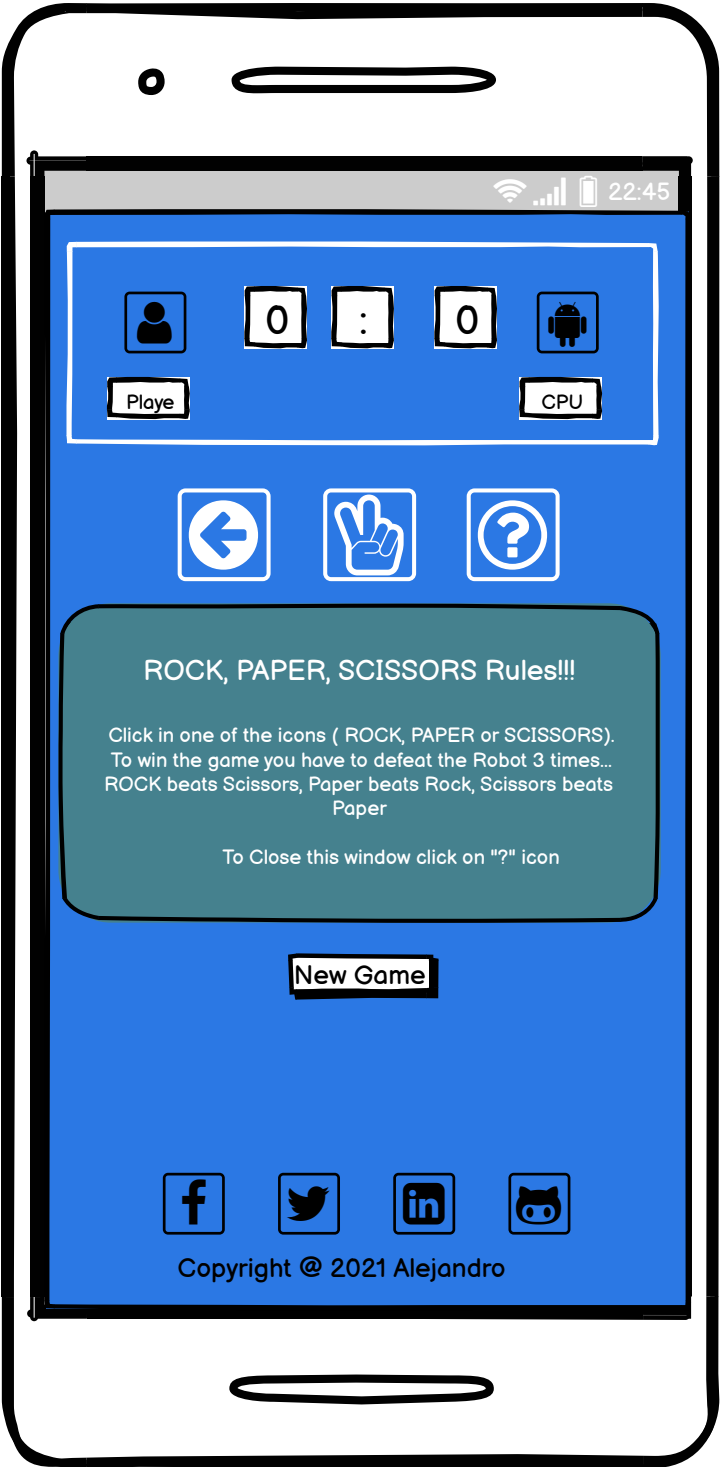 22:45
0 : 0
Playe CPU
?
ROCK, PAPER, SCISSORS Rules!!!
Click in one of the icons ( ROCK, PAPER or SCISSORS).
To win the game you have to defeat the Robot 3 times...
ROCK beats Scissors, Paper beats Rock, Scissors beats
Paper
To Close this window click on "?" icon
New Game
f in
Copyright @ 2021 Alejandro